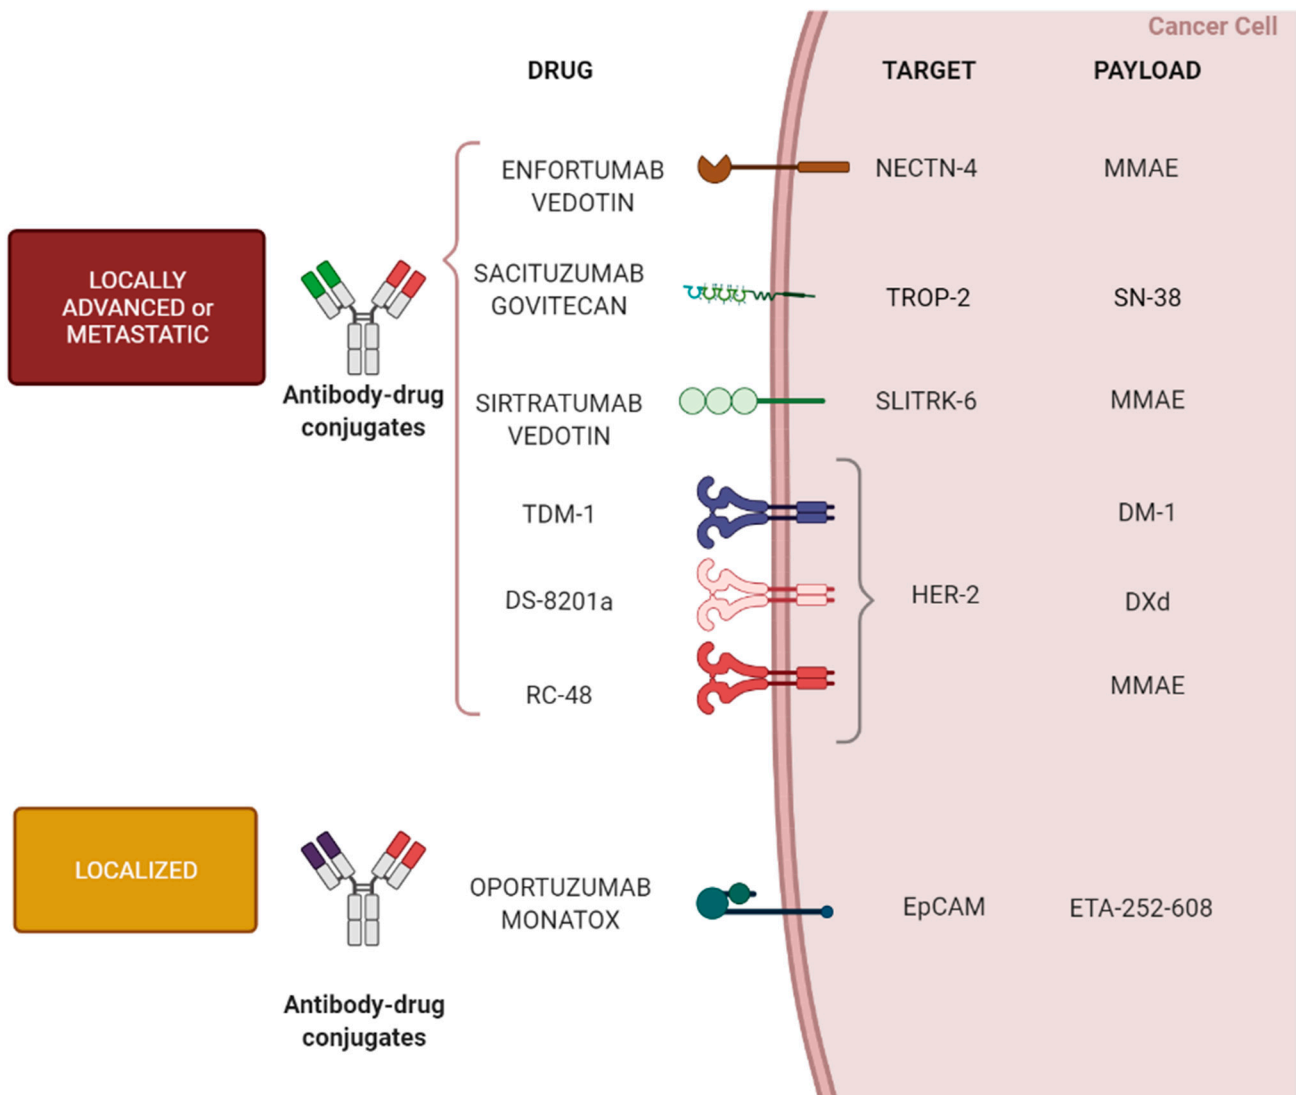 Cancer Cell
DRUG
TARGET
PAYLOAD
ENFORTUMAB
VEDOTIN
NECTN-4
MMAE
LOCALLY
ADVANCED or
METASTATIC
Antibody-drug
conjugates
SACITUZUMAB
GOVITECAN
TROP-2
SN-38
SIRTRATUMAB
VEDOTIN
SLITRK-6
MMAE
TDM-1
DM-1
DS-8201a
HER-2
DXd
RC-48
MMAE
LOCALIZED
Antibody-drug
conjugates
OPORTUZUMAB
MONATOX
EpCAM
ETA-252-608